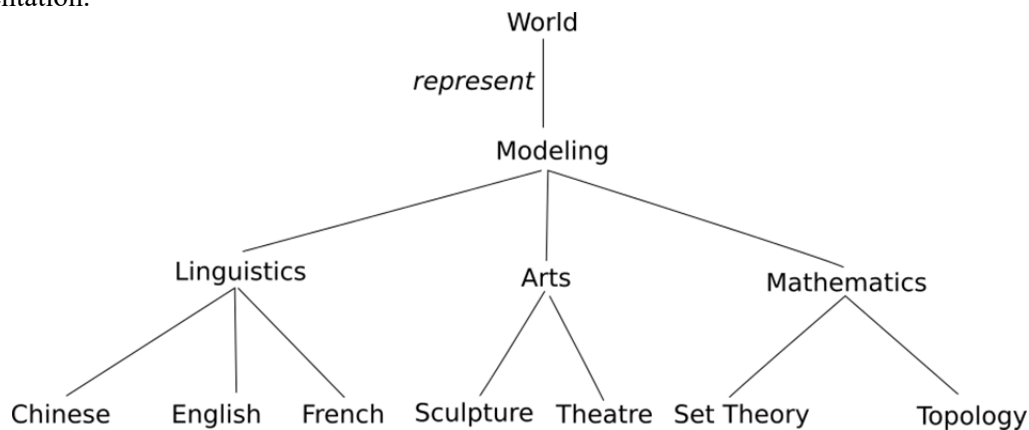 World
represent
Modeling
Linguistics Arts Mathematics
Chinese English French Sculpture Theatre Set Theory Topology